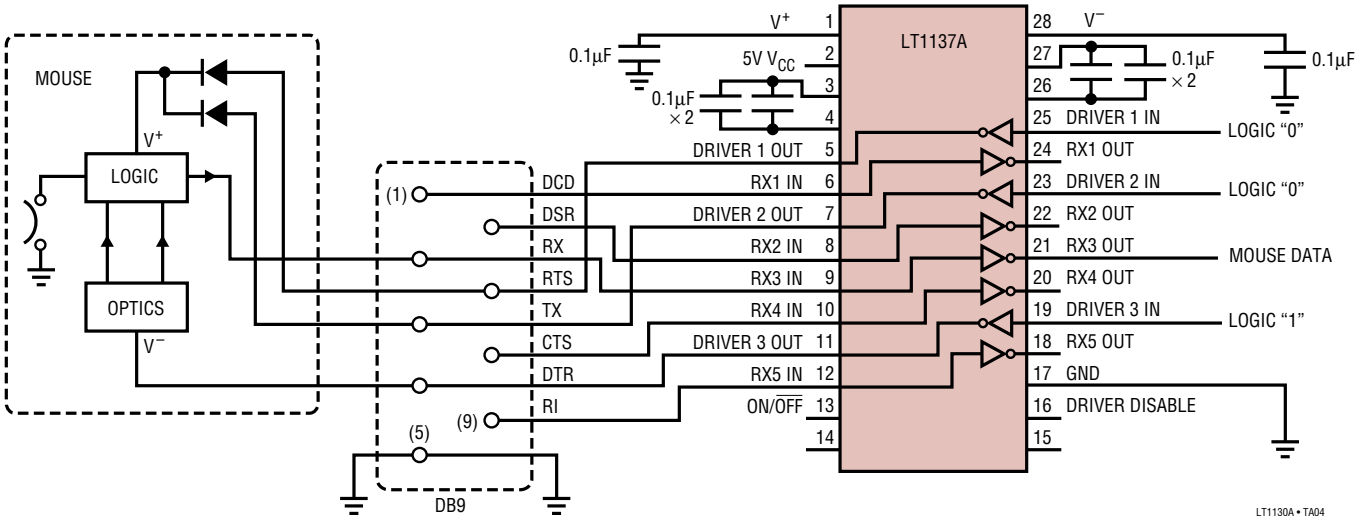 MOUSE
V+
LOGIC
OPTICS
V–
(1)
(9)
(5)
DB9
DCD
DSR
RX
RTS
TX
CTS
DTR
RI
0.1µF
V+ 1
5V VCC 2
0.1µF
× 2
3
4
DRIVER 1 OUT 5
RX1 IN 6
DRIVER 2 OUT 7
RX2 IN 8
RX3 IN 9
RX4 IN 10
DRIVER 3 OUT 11
RX5 IN 12
ON/OFF 13
14
LT1137A
28 V–
0.1µF
27
0.1µF
× 2
26
25 DRIVER 1 IN LOGIC “0”
24 RX1 OUT
23 DRIVER 2 IN LOGIC “0”
22 RX2 OUT
21 RX3 OUT MOUSE DATA
20 RX4 OUT
19 DRIVER 3 IN LOGIC “1”
18 RX5 OUT
17 GND
16 DRIVER DISABLE
15
LT1130A • TA04